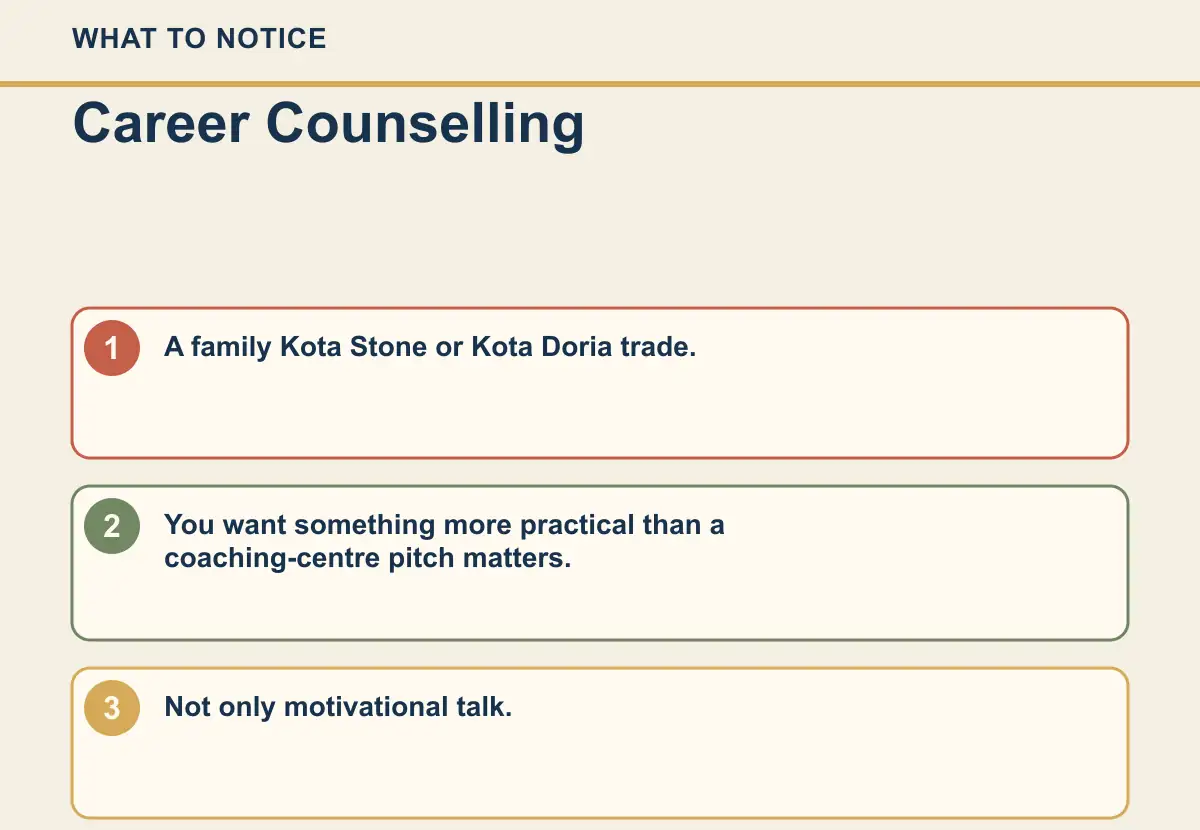 WHAT TO NOTICE
Career Counselling
1
A family Kota Stone or Kota Doria trade.
2
You want something more practical than a
coaching-centre pitch matters.
3
Not only motivational talk.